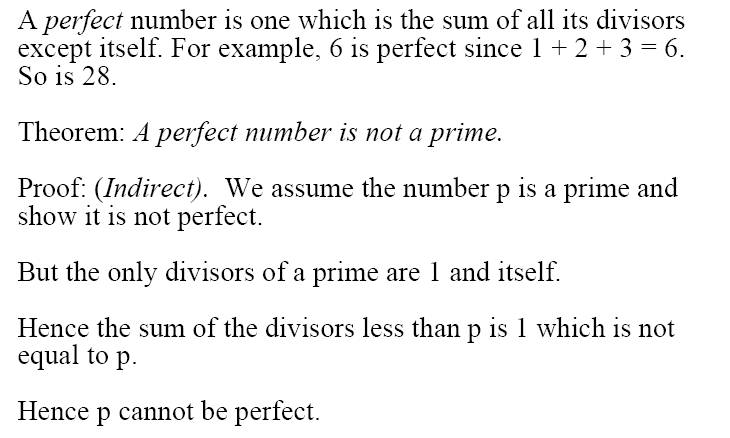 A perfect number is one which is the sum of all its divisors
except itself. For example, 6 is perfect since 1 + 2 + 3 = 6.
So is 28.
Theorem: A perfect number is not a prime.
Proof: (Indirect).  We assume the number p is a prime and
show it is not perfect.
But the only divisors of a prime are 1 and itself.
Hence the sum of the divisors less than p is 1 which is not
equal to p.
Hence p cannot be perfect.